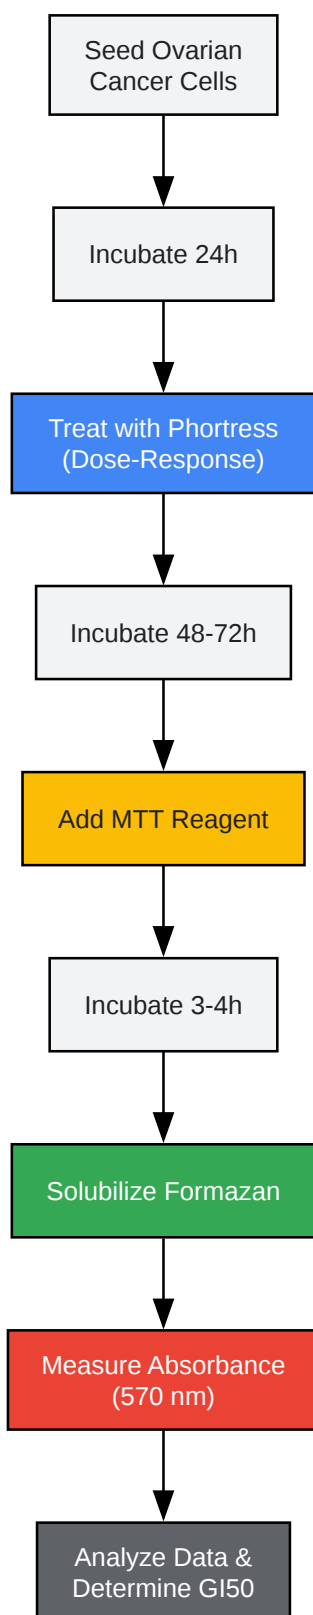 Seed Ovarian
Cancer Cells
Incubate 24h
Treat with Phortress
(Dose-Response)
Incubate 48-72h
Add MTT Reagent
Incubate 3-4h
Solubilize Formazan
Measure Absorbance
(570 nm)
Analyze Data &
Determine GI50